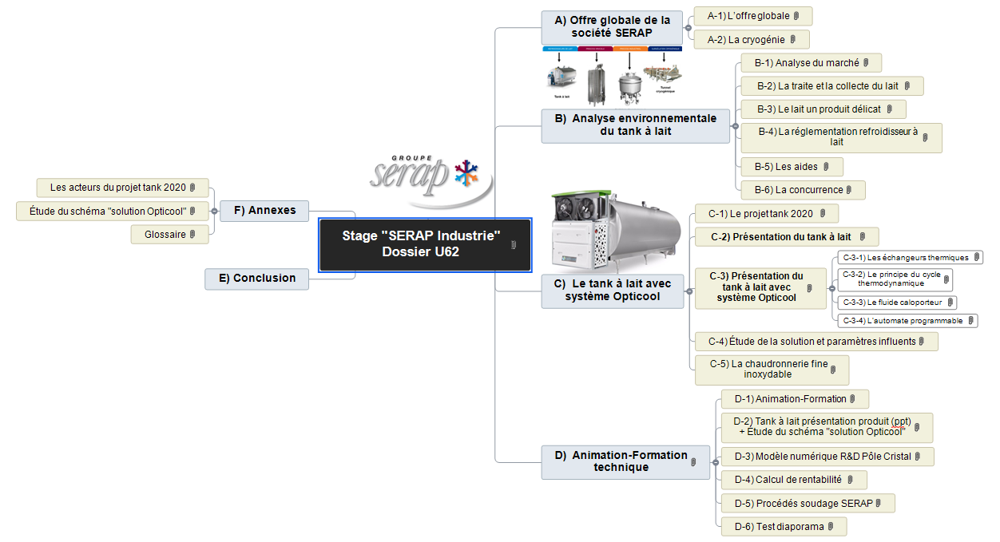 A) Offre globale de la
société SERAP
A-1) L'offre globale
A-2) La cryogénie
Tank à lait
Tunnel
cryogénique
B) Analyse environnementale
du tank à lait
B-1) Analyse du marché
B-2) La traite et la collecte du lait
B-3) Le lait un produit délicat
B-4) La réglementation refroidisseur à
lait
B-5) Les aides
B-6) La concurrence
GROUPE
serap
Stage "SERAP Industrie"
Dossier U62
C) Le tank à lait avec
système Opticool
C-1) Le projet tank 2020
C-2) Présentation du tank à lait
C-3) Présentation du
tank à lait avec
système Opticool
C-3-1) Les échangeurs thermiques
C-3-2) Le principe du cycle
thermodynamique
C-3-3) Le fluide caloporteur
C-3-4) L'automate programmable
C-4) Étude de la solution et paramètres influents
C-5) La chaudronnerie fine
inoxydable
D) Animation-Formation
technique
D-1) Animation-Formation
D-2) Tank à lait présentation produit (ppt)
+ Étude du schéma "solution Opticool"
D-3) Modèle numérique R&D Pôle Cristal
D-4) Calcul de rentabilité
D-5) Procédés soudage SERAP
D-6) Test diaporama
E) Conclusion
F) Annexes
Les acteurs du projet tank 2020
Étude du schéma "solution Opticool"
Glossaire